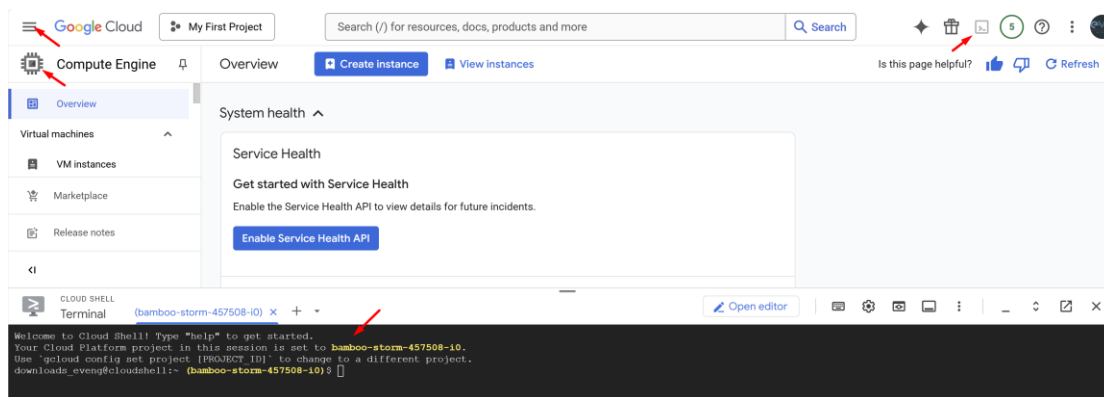 Google Cloud
My First Project
Search (/) for resources, docs, products and more
Search
5
Compute Engine
Overview
Create instance
View instances
Is this page helpful?
Refresh
Overview
Virtual machines
VM instances
Marketplace
Release notes
System health
Service Health
Get started with Service Health
Enable the Service Health API to view details for future incidents.
Enable Service Health API
CLOUD SHELL
Terminal
(bamboo-storm-457508-i0)
Open editor
Welcome to Cloud Shell! Type "help" to get started.
Your Cloud Platform project in this session is set to bamboo-storm-457508-i0.
Use `gcloud config set project [PROJECT_ID]` to change to a different project.
downloads_eveng@cloudshell:~ (bamboo-storm-457508-i0)$